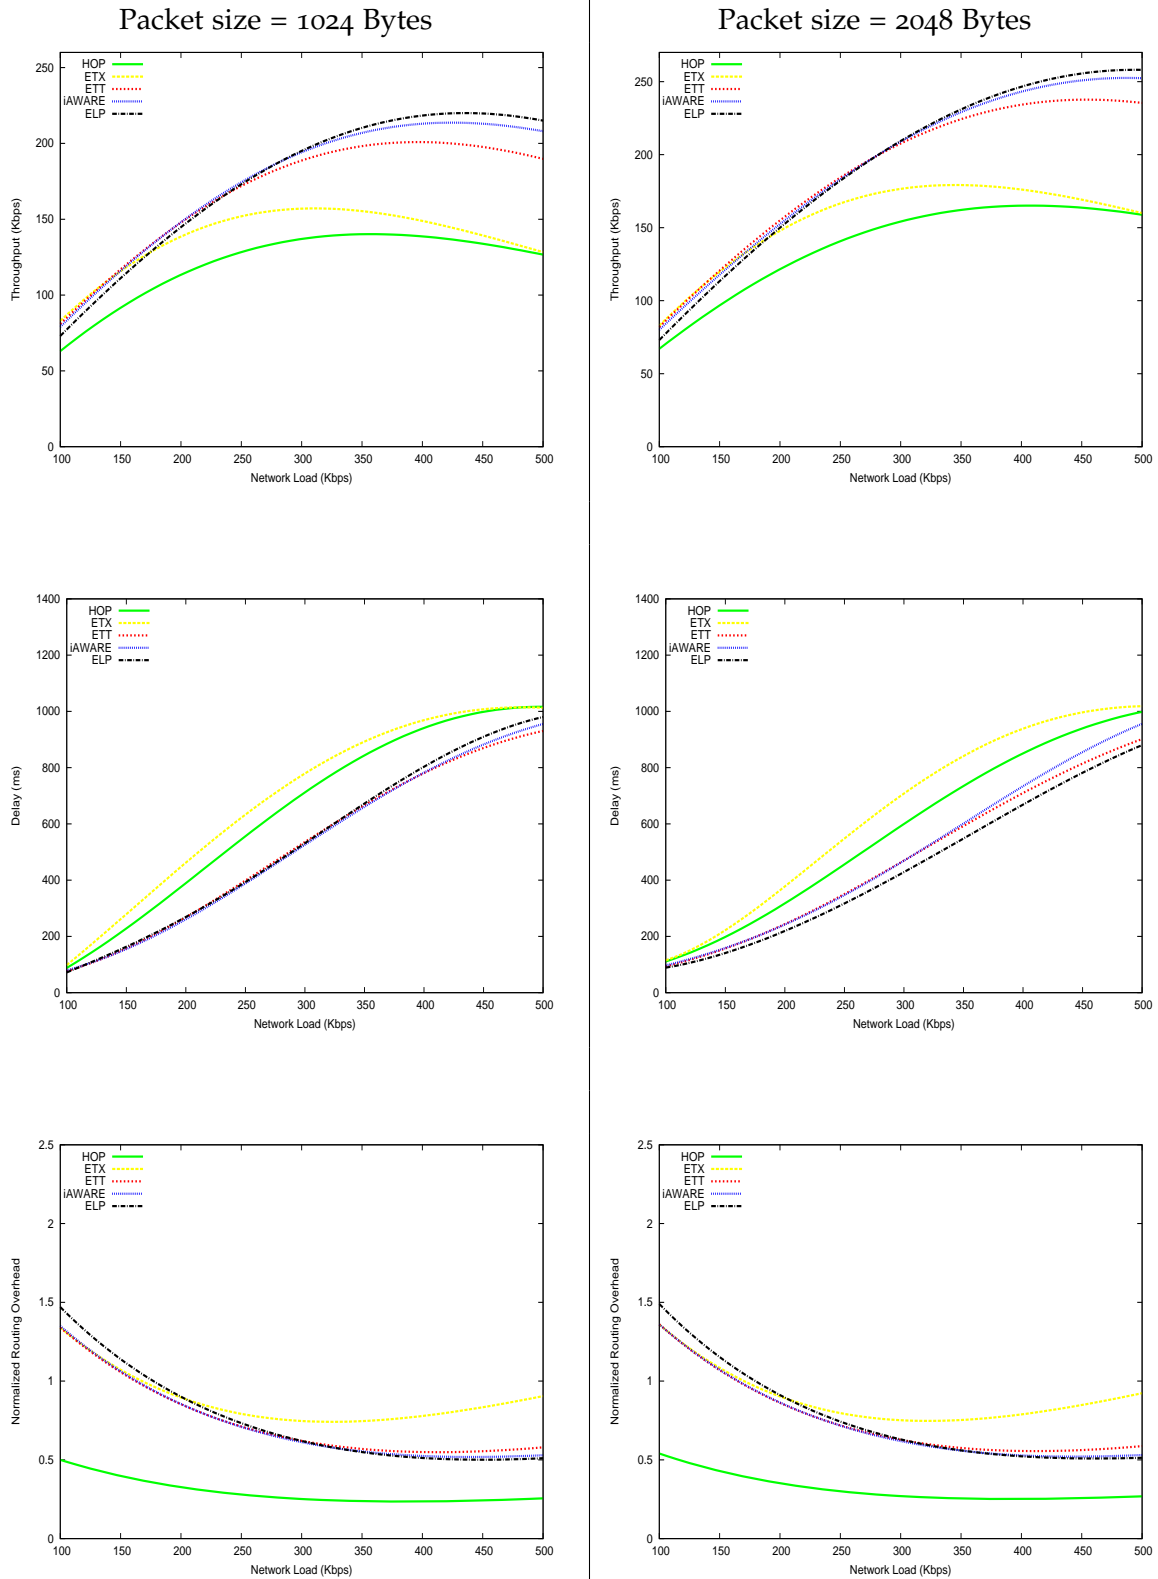 Packet size = 1024 Bytes
HOP
ETX
ETT
iAWARE
ELP
250
200
150
100
50
0
Throughput (Kbps)
100 150 200 250 300 350 400 450 500
Network Load (Kbps)
Packet size = 2048 Bytes
HOP
ETX
ETT
iAWARE
ELP
250
200
150
100
50
0
Throughput (Kbps)
100 150 200 250 300 350 400 450 500
Network Load (Kbps)
HOP
ETX
ETT
iAWARE
ELP
1400
1200
1000
800
600
400
200
0
Delay (ms)
100 150 200 250 300 350 400 450 500
Network Load (Kbps)
HOP
ETX
ETT
iAWARE
ELP
1400
1200
1000
800
600
400
200
0
Delay (ms)
100 150 200 250 300 350 400 450 500
Network Load (Kbps)
HOP
ETX
ETT
iAWARE
ELP
2.5
2
1.5
1
0.5
0
Normalized Routing Overhead
100 150 200 250 300 350 400 450 500
Network Load (Kbps)
HOP
ETX
ETT
iAWARE
ELP
2.5
2
1.5
1
0.5
0
Normalized Routing Overhead
100 150 200 250 300 350 400 450 500
Network Load (Kbps)